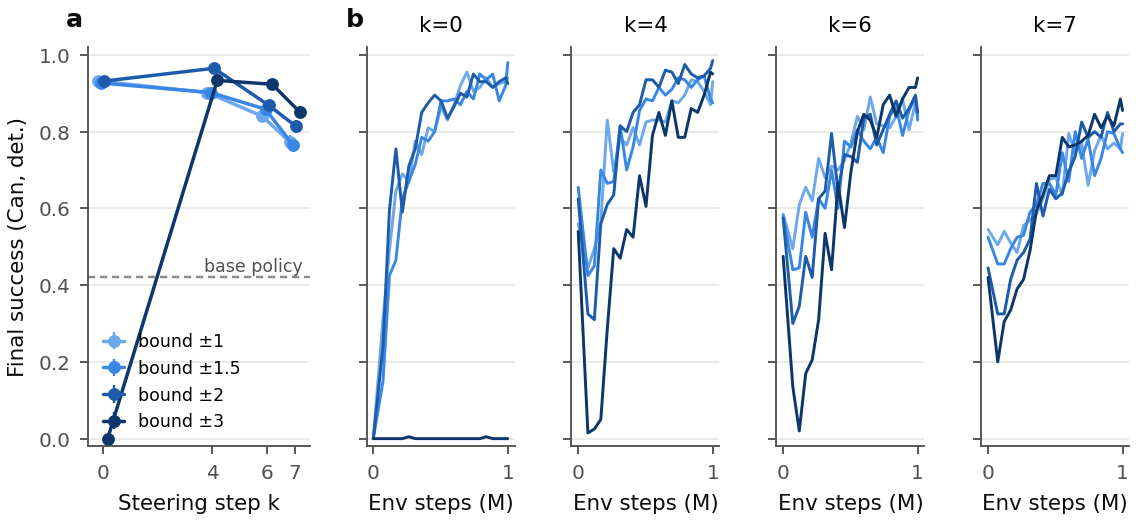 a
Final success (Can, det.)
1.0
0.8
0.6
0.4
0.2
0.0
base policy
bound ±1
bound ±1.5
bound ±2
bound ±3
0 4 6 7
Steering step k
b
k=0
0 1
Env steps (M)
k=4
0 1
Env steps (M)
k=6
0 1
Env steps (M)
k=7
0 1
Env steps (M)